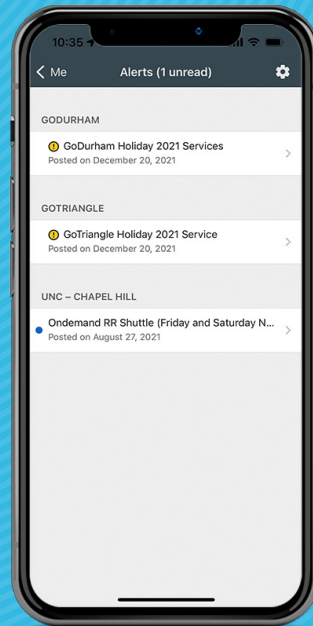 10:35
Me
Alerts (1 unread)
GODURHAM
GoDurham Holiday 2021 Services
Posted on December 20, 2021
GOTRIANGLE
GoTriangle Holiday 2021 Service
Posted on December 20, 2021
UNC – CHAPEL HILL
Ondemand RR Shuttle (Friday and Saturday N...
Posted on August 27, 2021